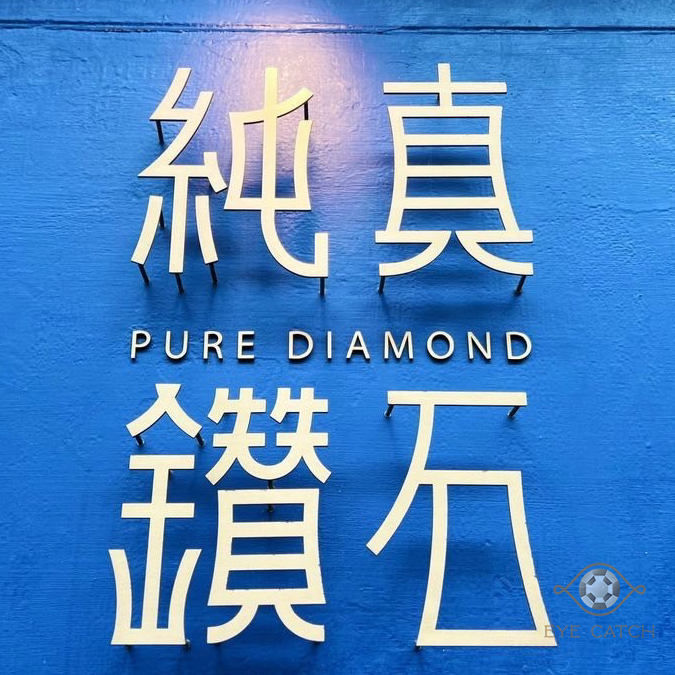 純真
PURE DIAMOND
鑽石
EYE CATCH